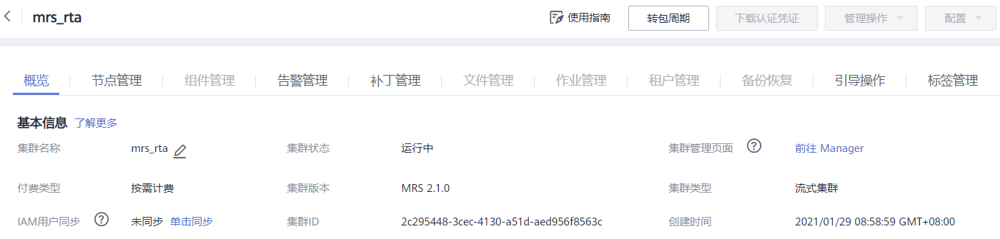 mrs_rta 使用指南 转包周期 下载认证凭证 管理操作 配置
概览 节点管理 组件管理 告警管理 补丁管理 文件管理 作业管理 租户管理 备份恢复 引导操作 标签管理
基本信息 了解更多
集群名称 mrs_rta 集群状态 运行中 集群管理页面 前往 Manager
付费类型 按需计费 集群版本 MRS 2.1.0 集群类型 流式集群
IAM用户同步 未同步 单击同步 集群ID 2c295448-3cec-4130-a51d-aed956f8563c 创建时间 2021/01/29 08:58:59 GMT+08:00